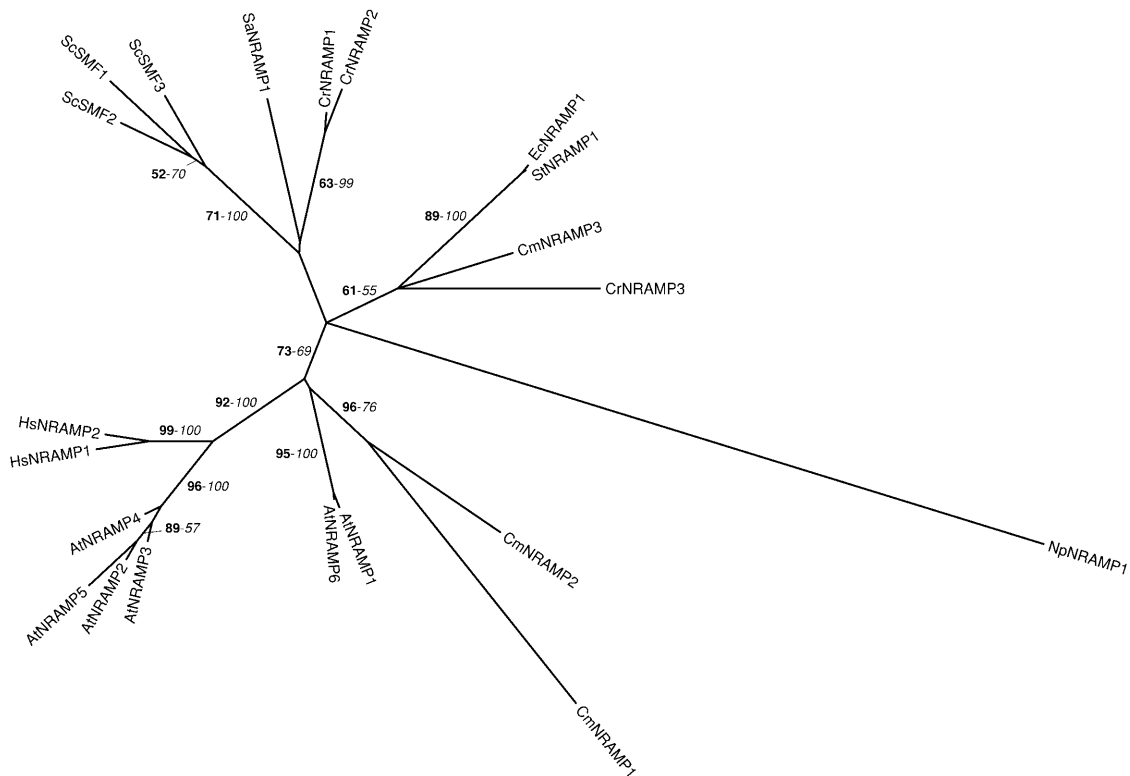 ScSMF1
ScSMF3
SaNRAMP1
CrNRAMP1
CrNRAMP2
ScSMF2
EcNRAMP1
StNRAMP1
52-70
63-99
71-100
89-100
CmNRAMP3
61-55
CrNRAMP3
73-69
92-100
96-76
HsNRAMP2
99-100
HsNRAMP1
95-100
96-100
AtNRAMP4
89-57
AtNRAMP6
AtNRAMP1
CmNRAMP2
NpNRAMP1
AtNRAMP5
AtNRAMP2
AtNRAMP3
CmNRAMP1